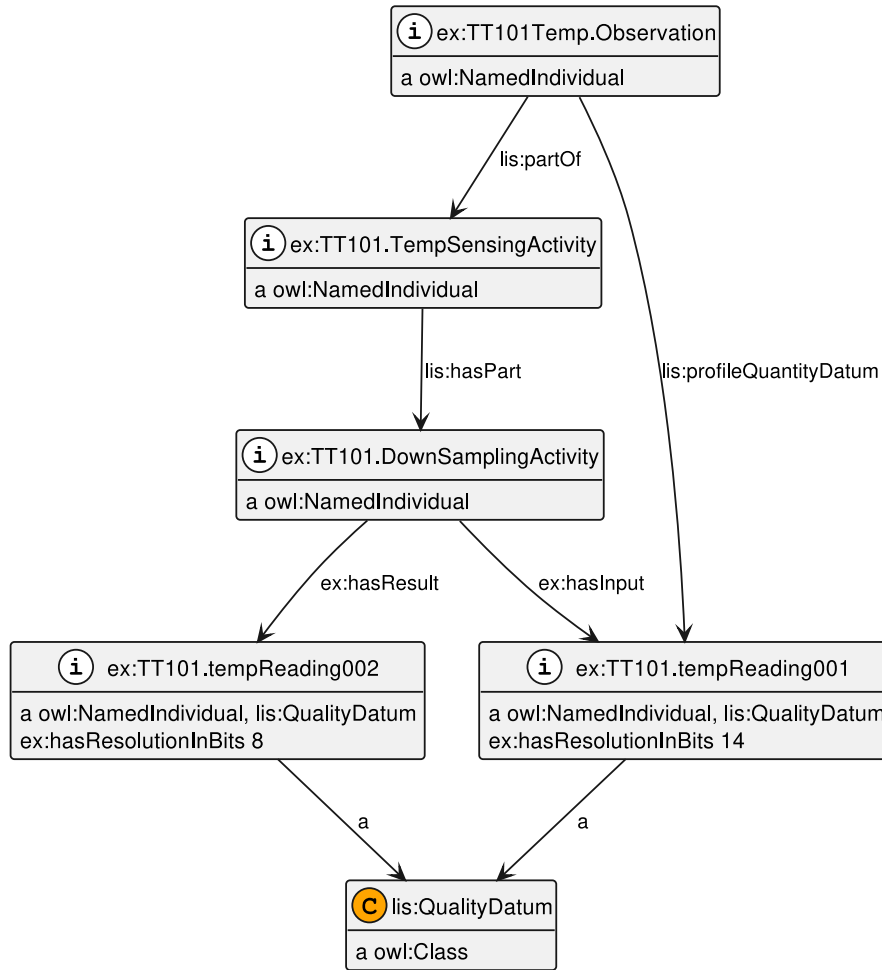 i ex:TT101Temp.Observation
a owl:NamedIndividual
lis:partOf
i ex:TT101.TempSensingActivity
a owl:NamedIndividual
lis:hasPart
lis:profileQuantityDatum
i ex:TT101.DownSamplingActivity
a owl:NamedIndividual
ex:hasResult
ex:hasInput
i ex:TT101.tempReading002
a owl:NamedIndividual, lis:QualityDatum
ex:hasResolutionInBits 8
i ex:TT101.tempReading001
a owl:NamedIndividual, lis:QualityDatum
ex:hasResolutionInBits 14
a
a
C lis:QualityDatum
a owl:Class